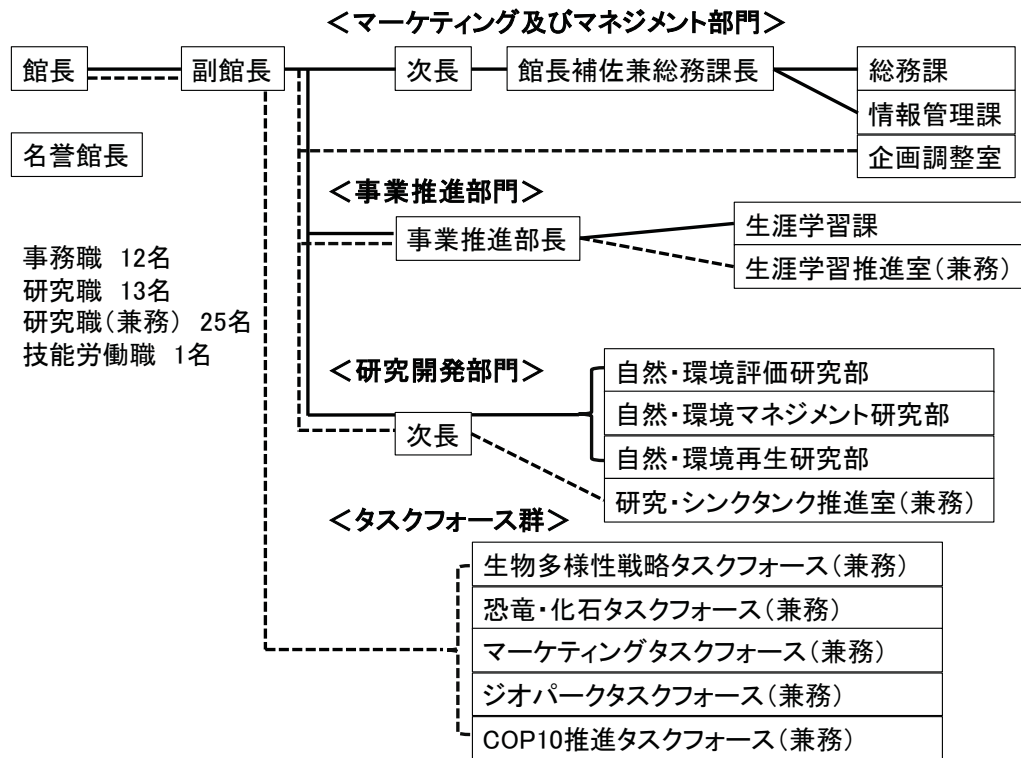 ＜マーケティング及びマネジメント部門＞
館長
副館長
次長
館長補佐兼総務課長
総務課
情報管理課
企画調整室
名誉館長
＜事業推進部門＞
事業推進部長
生涯学習課
生涯学習推進室（兼務）
事務職 12名
研究職 13名
研究職（兼務） 25名
技能労働職 1名
＜研究開発部門＞
次長
自然・環境評価研究部
自然・環境マネジメント研究部
自然・環境再生研究部
研究・シンクタンク推進室（兼務）
＜タスクフォース群＞
生物多様性戦略タスクフォース（兼務）
恐竜・化石タスクフォース（兼務）
マーケティングタスクフォース（兼務）
ジオパークタスクフォース（兼務）
COP10推進タスクフォース（兼務）